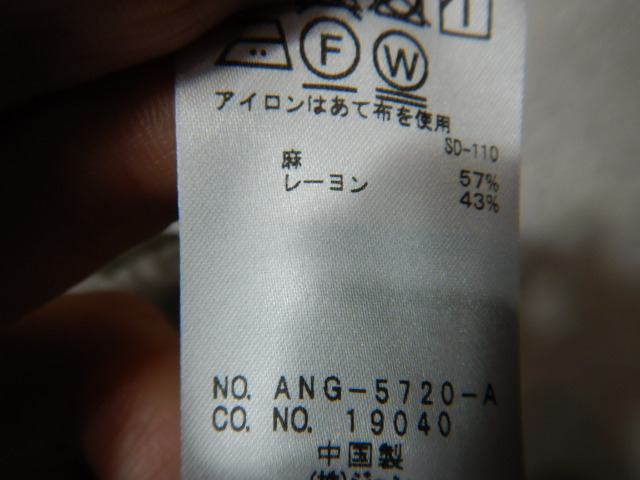 F W
アイロンはあて布を使用
SD-110
麻 57%
レーヨン 43%
NO. ANG-5720-A
CO. NO. 19040
中国製